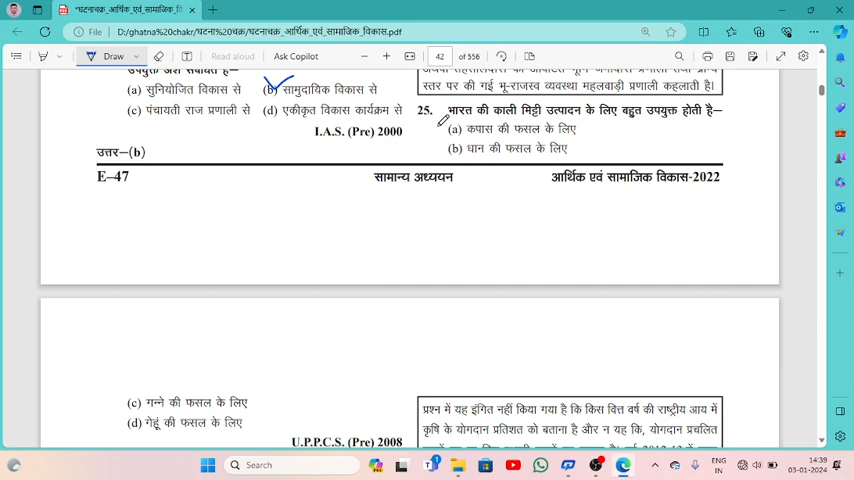 *घटनाचक्र_आर्थिक_एवं_सामाजिक_वि
File
D:/ghatna%20chakr/घटना%20चक्र/घटनाचक्र_आर्थिक_एवं_सामाजिक_विकास.pdf
Draw
Read aloud
Ask Copilot
42 of 556
उपर्युक्त अंश संबंधित है–
(a) सुनियोजित विकास से (b) सामुदायिक विकास से
(c) पंचायती राज प्रणाली से (d) एकीकृत विकास कार्यक्रम से
I.A.S. (Pre) 2000
उत्तर–(b)
स्तर पर की गई भू-राजस्व व्यवस्था महलवाड़ी प्रणाली कहलाती है।
25. भारत की काली मिट्टी उत्पादन के लिए बहुत उपयुक्त होती है–
(a) कपास की फसल के लिए
(b) धान की फसल के लिए
E–47 सामान्य अध्ययन आर्थिक एवं सामाजिक विकास-2022
(c) गन्ने की फसल के लिए
(d) गेहूं की फसल के लिए
U.P.P.C.S. (Pre) 2008
प्रश्न में यह इंगित नहीं किया गया है कि किस वित्त वर्ष की राष्ट्रीय आय में
कृषि के योगदान प्रतिशत को बताना है और न यह कि, योगदान प्रचलित
Search
1
ENG
IN
14:39
03-01-2024